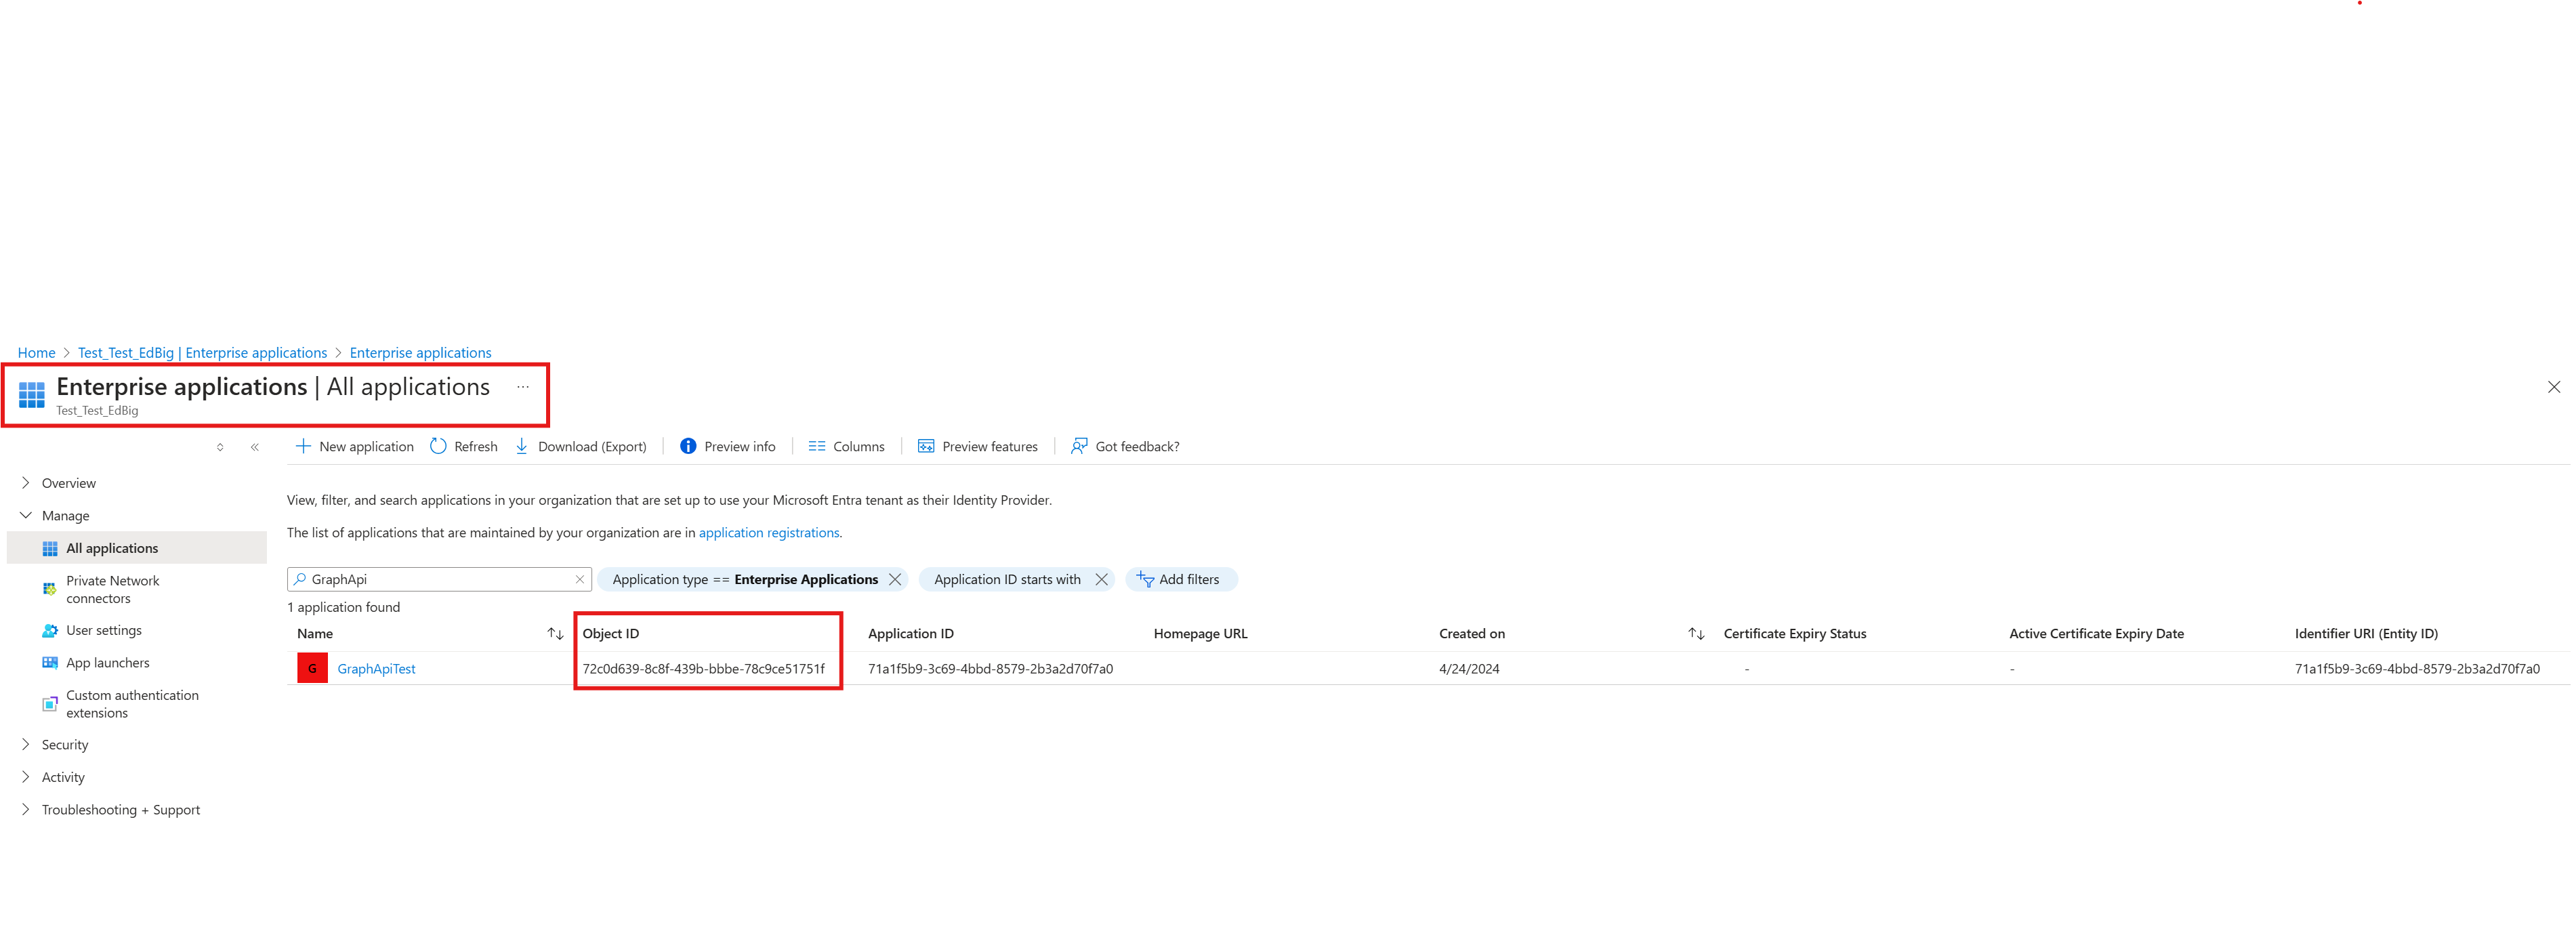 Home > Test_Test_EdBig | Enterprise applications > Enterprise applications
Enterprise applications | All applications ...
Test_Test_EdBig
New application Refresh Download (Export) Preview info Columns Preview features Got feedback?
Overview
Manage
All applications
Private Network
connectors
User settings
App launchers
Custom authentication
extensions
Security
Activity
Troubleshooting + Support
View, filter, and search applications in your organization that are set up to use your Microsoft Entra tenant as their Identity Provider.
The list of applications that are maintained by your organization are in application registrations.
GraphApi Application type == Enterprise Applications Application ID starts with Add filters
1 application found
Name Object ID Application ID Homepage URL Created on Certificate Expiry Status Active Certificate Expiry Date Identifier URI (Entity ID)
G GraphApiTest 72c0d639-8c8f-439b-bbbe-78c9ce51751f 71a1f5b9-3c69-4bbd-8579-2b3a2d70f7a0 4/24/2024 - - 71a1f5b9-3c69-4bbd-8579-2b3a2d70f7a0